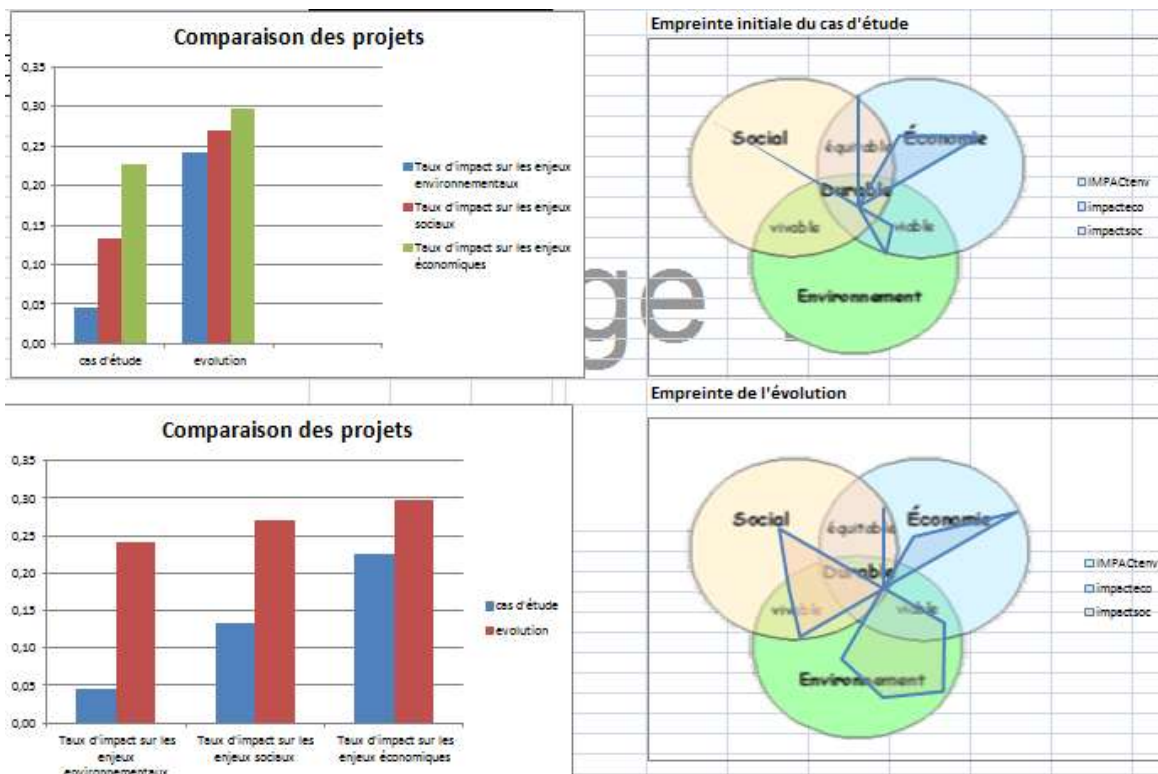 Comparaison des projets
0,35
0,30
0,25
0,20
0,15
0,10
0,05
0,00
cas d'étude
evolution
Taux d'impact sur les enjeux
environnementaux
Taux d'impact sur les enjeux
sociaux
Taux d'impact sur les enjeux
économiques
Empreinte initiale du cas d'étude
Social
équitable
Économie
Durable
vivable
viable
Environnement
IMPACtenv
impacteco
impactsoc
ge
Comparaison des projets
0,35
0,30
0,25
0,20
0,15
0,10
0,05
0,00
Taux d'impact sur les
enjeux
environnementaux
Taux d'impact sur les
enjeux sociaux
Taux d'impact sur les
enjeux économiques
cas d'étude
evolution
Empreinte de l'évolution
Social
équitable
Économie
Durable
vivable
viable
Environnement
IMPACtenv
impacteco
impactsoc